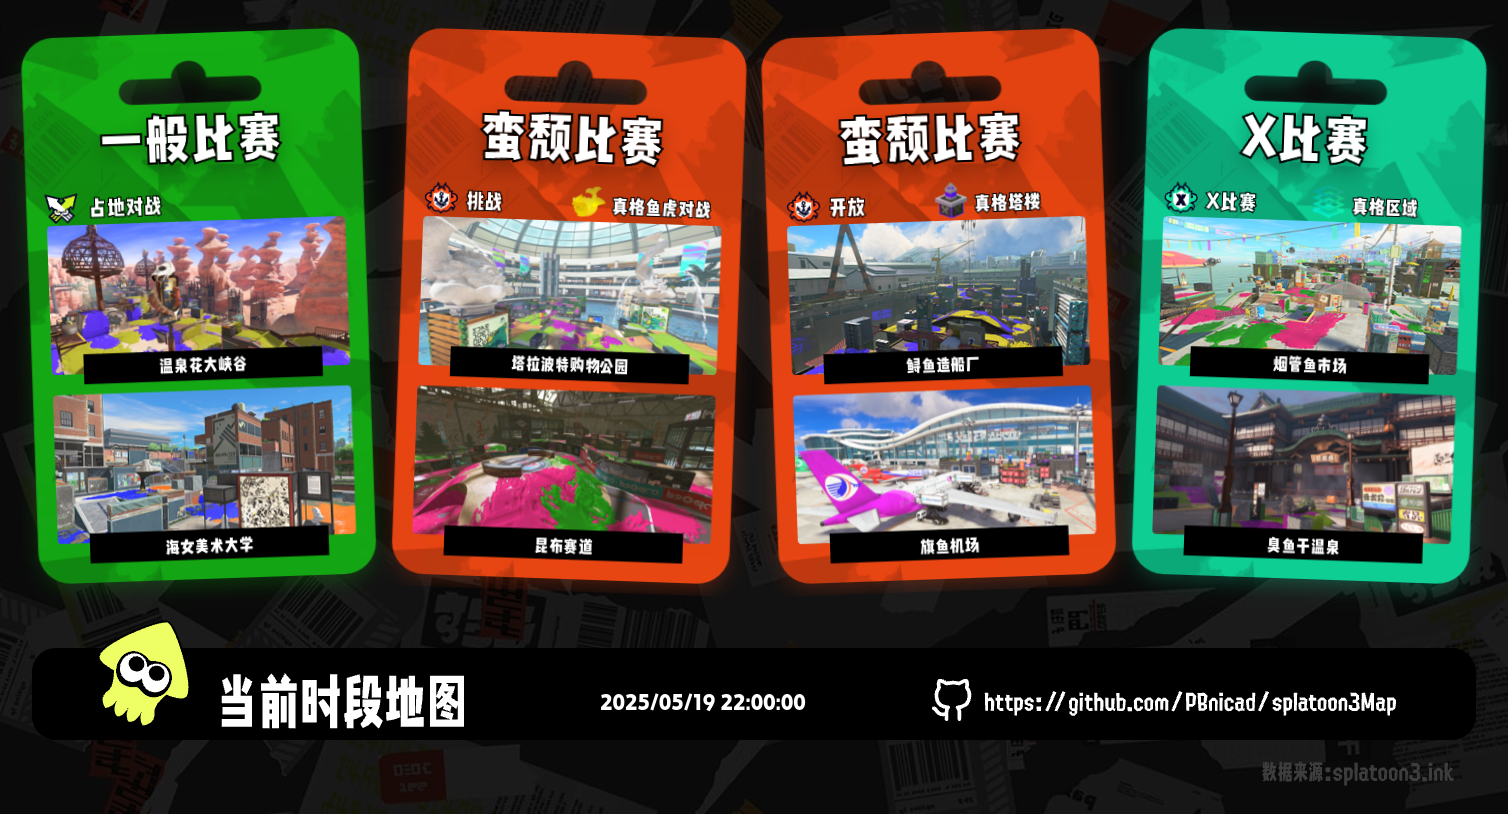 一般比赛
占地对战
温泉花大峡谷
海女美术大学
蛮颓比赛
挑战
真格鱼虎对战
塔拉波特购物公园
昆布赛道
蛮颓比赛
开放
真格塔楼
鲟鱼造船厂
旗鱼机场
X比赛
X比赛
真格区域
烟管鱼市场
臭鱼干温泉
当前时段地图
2025/05/19 22:00:00
https://github.com/PBnicad/splatoon3Map
数据来源:splatoon3.ink